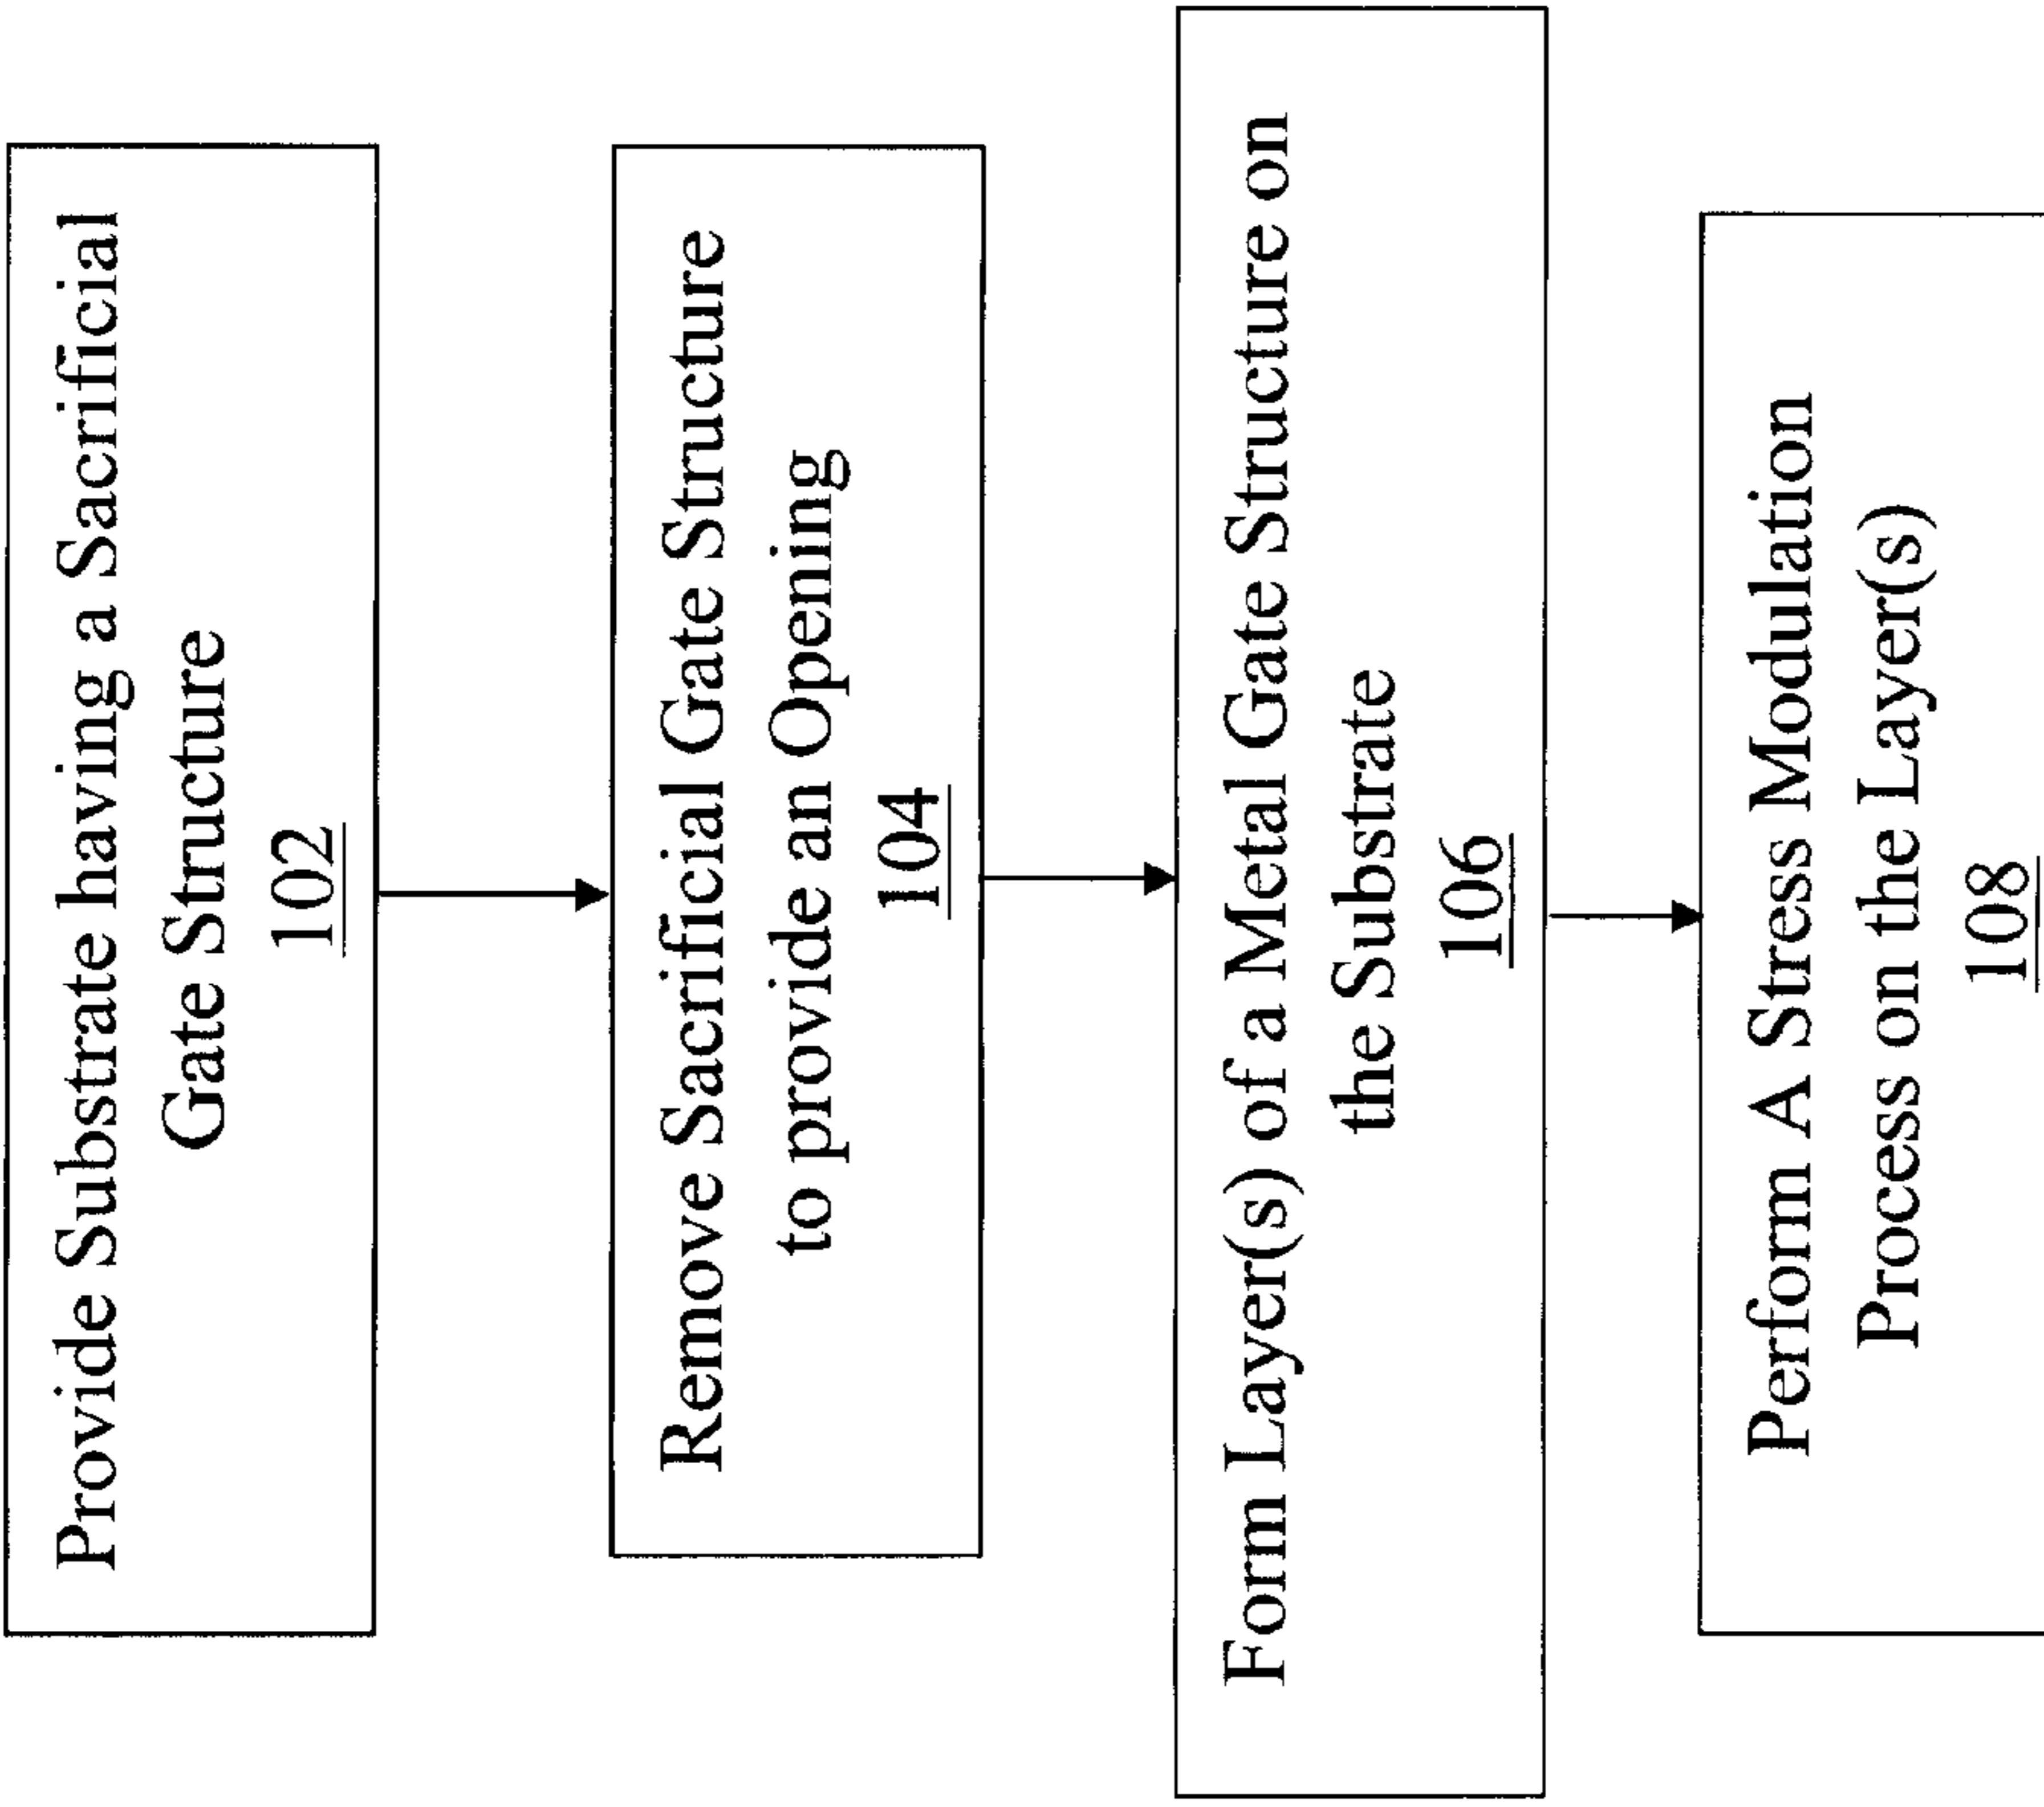 Provide Substrate having a Sacrificial
Gate Structure
102
Remove Sacrificial Gate Structure
to provide an Opening
104
Form Layer(s) of a Metal Gate Structure on
the Substrate
106
Perform A Stress Modulation
Process on the Layer(s)
108